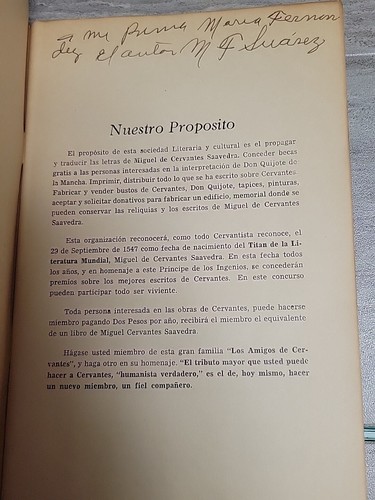 a mi Prima Maria Fernan
dez El autor M F Suárez
Nuestro Proposito
El propósito de esta sociedad Literaria y cultural es el propagar
y traducir las letras de Miguel de Cervantes Saavedra. Conceder becas
gratis a las personas interesadas en la interpretación de Don Quijote de
la Mancha. Imprimir, distribuir todo lo que se ha escrito sobre Cervantes
Fabricar y vender bustos de Cervantes, Don Quijote, tapices, pinturas,
aceptar y solicitar donativos para fabricar un edificio, memorial donde se
pueden conservar las reliquias y los escritos de Miguel de Cervantes
Saavedra.
Esta organización reconocerá, como todo Cervantista reconoce, el
29 de Septiembre de 1547 como fecha de nacimiento del Titan de la Li-
teratura Mundial, Miguel de Cervantes Saavedra. En esta fecha todos
los años, y en homenaje a este Principe de los Ingenios, se concederán
premios sobre los mejores escritos de Cervantes. En este concurso
pueden participar todo ser viviente.
Toda persona interesada en las obras de Cervantes, puede hacerse
miembro pagando Dos Pesos por año, recibirá el miembro el equivalente
de un libro de Miguel Cervantes Saavedra
Hágase usted miembro de esta gran familia "Los Amigos de Cer-
vantes", y haga otro en su homenaje. "El tributo mayor que usted puede
hacer a Cervantes, "humanista verdadero," es el de, hoy mismo, hacer
un nuevo miembro, un fiel compañero.